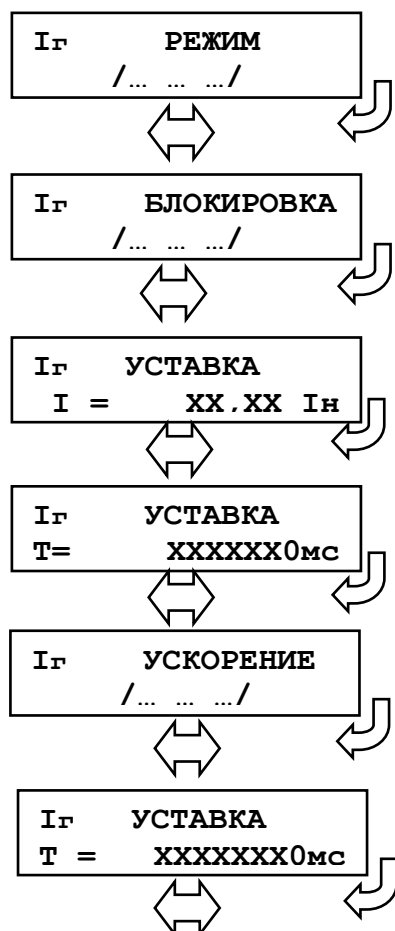 Iг РЕЖИМ
/… … …/
Iг БЛОКИРОВКА
/… … …/
Iг УСТАВКА
I = XX,XX Iн
Iг УСТАВКА
T= XXXXXX0мс
Iг УСКОРЕНИЕ
/… … …/
Iг УСТАВКА
T = XXXXXXX0мс